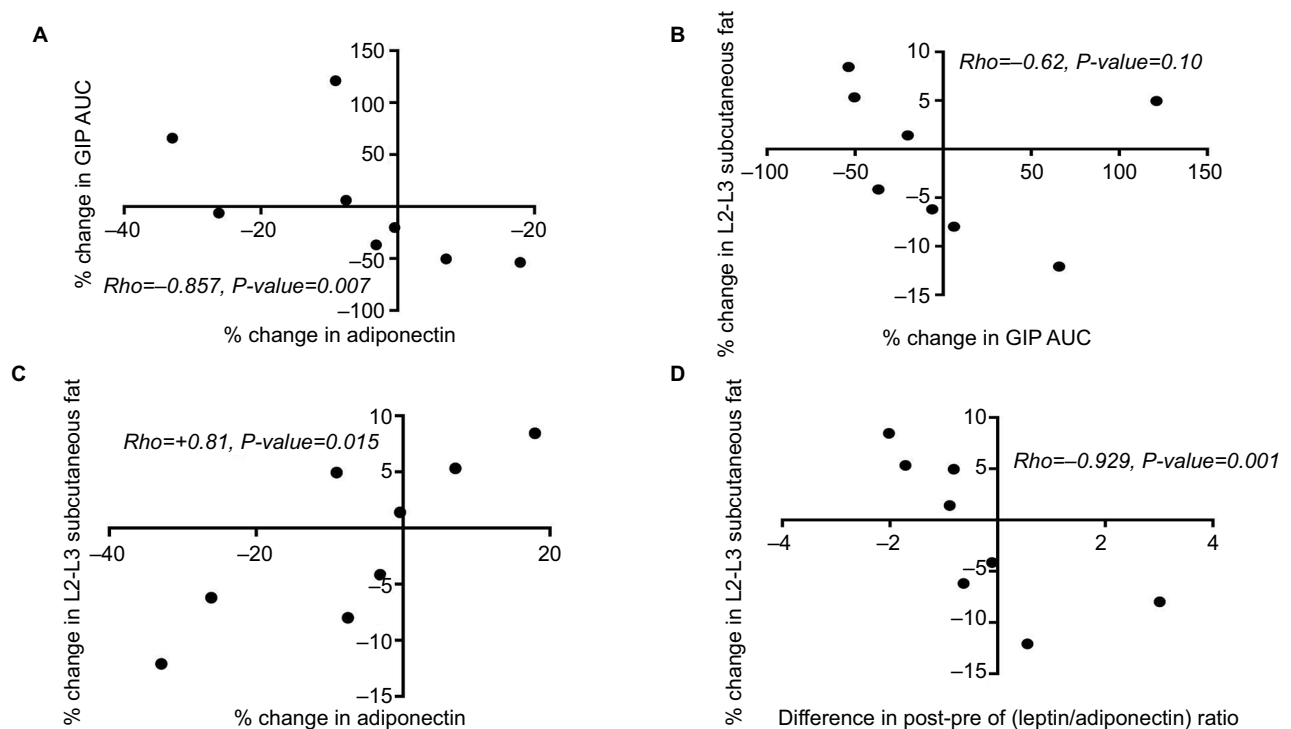 A
% change in GIP AUC
150
100
50
–40
–20
–20
–50
–100
Rho=–0.857, P-value=0.007
% change in adiponectin
B
% change in L2-L3 subcutaneous fat
10
Rho=–0.62, P-value=0.10
5
–100
–50
50
100
150
–5
–10
–15
% change in GIP AUC
C
% change in L2-L3 subcutaneous fat
10
Rho=+0.81, P-value=0.015
5
–40
–20
20
–5
–10
–15
% change in adiponectin
D
% change in L2-L3 subcutaneous fat
10
Rho=–0.929, P-value=0.001
5
–4
–2
2
4
–5
–10
–15
Difference in post-pre of (leptin/adiponectin) ratio